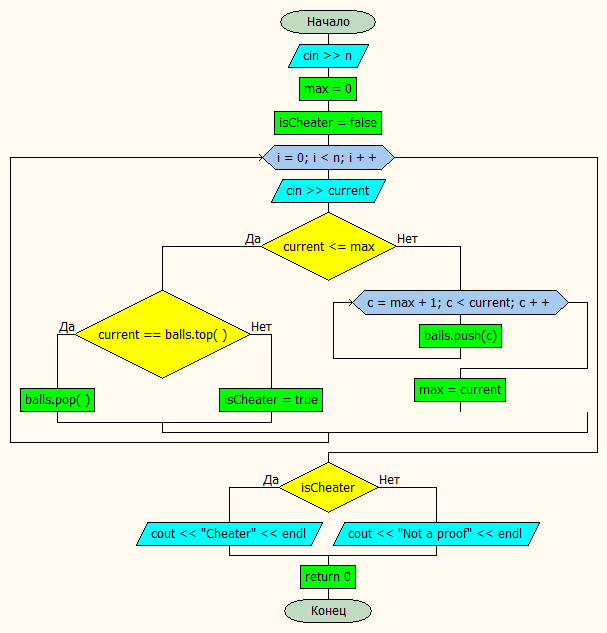 Начало
cin >> n
max = 0
isCheater = false
i = 0; i < n; i + +
cin >> current
Да
current <= max
Нет
c = max + 1; c < current; c + +
Да
current == balls.top( )
Нет
balls.push(c)
balls.pop( )
isCheater = true
max = current
Да
isCheater
Нет
cout << "Cheater" << endl
cout << "Not a proof" << endl
return 0
Конец